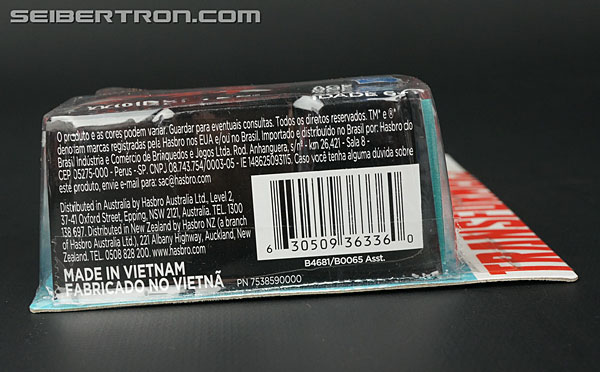 SEIBERTRON.COM
AGE
IDADE
O produto e as cores podem variar. Guardar para eventuais consultas. Todos os direitos reservados. TM* e ®*
denotam marcas registradas pela Hasbro nos EUA e/ou no Brasil. Importado e distribuído no Brasil por: Hasbro do
Brasil Indústria e Comércio de Brinquedos e Jogos Ltda. Rod. Anhanguera, s/nº - km 26,421 - Sala 8 -
CEP 05275-000 - Perus - SP. CNPJ 08.743.754/0003-05 - IE 148625093115. Caso você tenha alguma dúvida sobre
este produto, envie e-mail para: sac@hasbro.com
Distributed in Australia by Hasbro Australia Ltd., Level 2,
37-41 Oxford Street, Epping, NSW 2121, Australia. TEL. 1300
138 697. Distributed in New Zealand by Hasbro NZ (a branch
of Hasbro Australia Ltd.), 221 Albany Highway, Auckland, New
Zealand. TEL. 0508 828 200. www.hasbro.com
MADE IN VIETNAM
FABRICADO NO VIETNÃ
PN 7538590000
6 30509 36336 0
B4681/B0065 Asst.
TRANSFORMERS